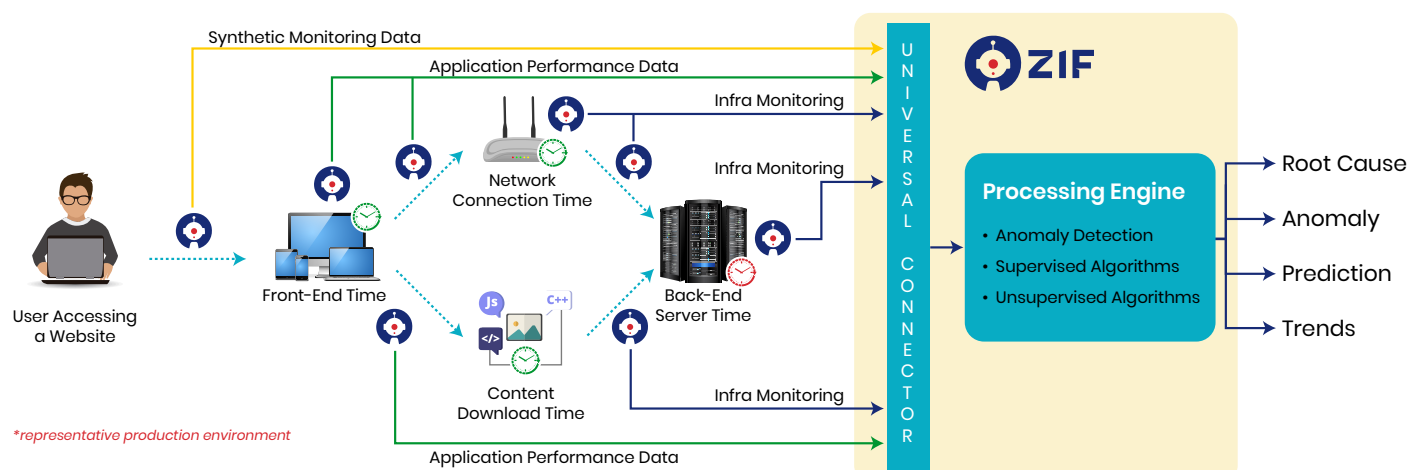 Synthetic Monitoring Data
Application Performance Data
Infra Monitoring
Infra Monitoring
Network
Connection Time
User Accessing
a Website
Front-End Time
Js
C++
</>
Content
Download Time
Back-End
Server Time
Infra Monitoring
Application Performance Data
*representative production environment
UNIVERSAL CONNECTOR
ZIF
Processing Engine
• Anomaly Detection
• Supervised Algorithms
• Unsupervised Algorithms
Root Cause
Anomaly
Prediction
Trends